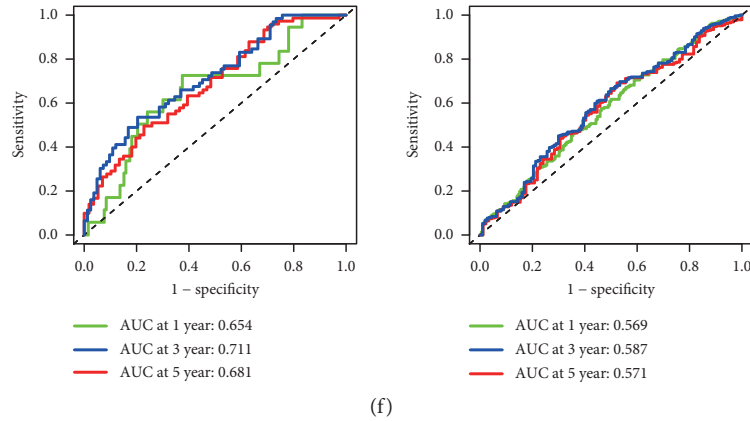 1.0
0.8
0.6
0.4
0.2
0.0
Sensitivity
0.0 0.2 0.4 0.6 0.8 1.0
1 − specificity
AUC at 1 year: 0.654
AUC at 3 year: 0.711
AUC at 5 year: 0.681
1.0
0.8
0.6
0.4
0.2
0.0
Sensitivity
0.0 0.2 0.4 0.6 0.8 1.0
1 − specificity
AUC at 1 year: 0.569
AUC at 3 year: 0.587
AUC at 5 year: 0.571
(f)